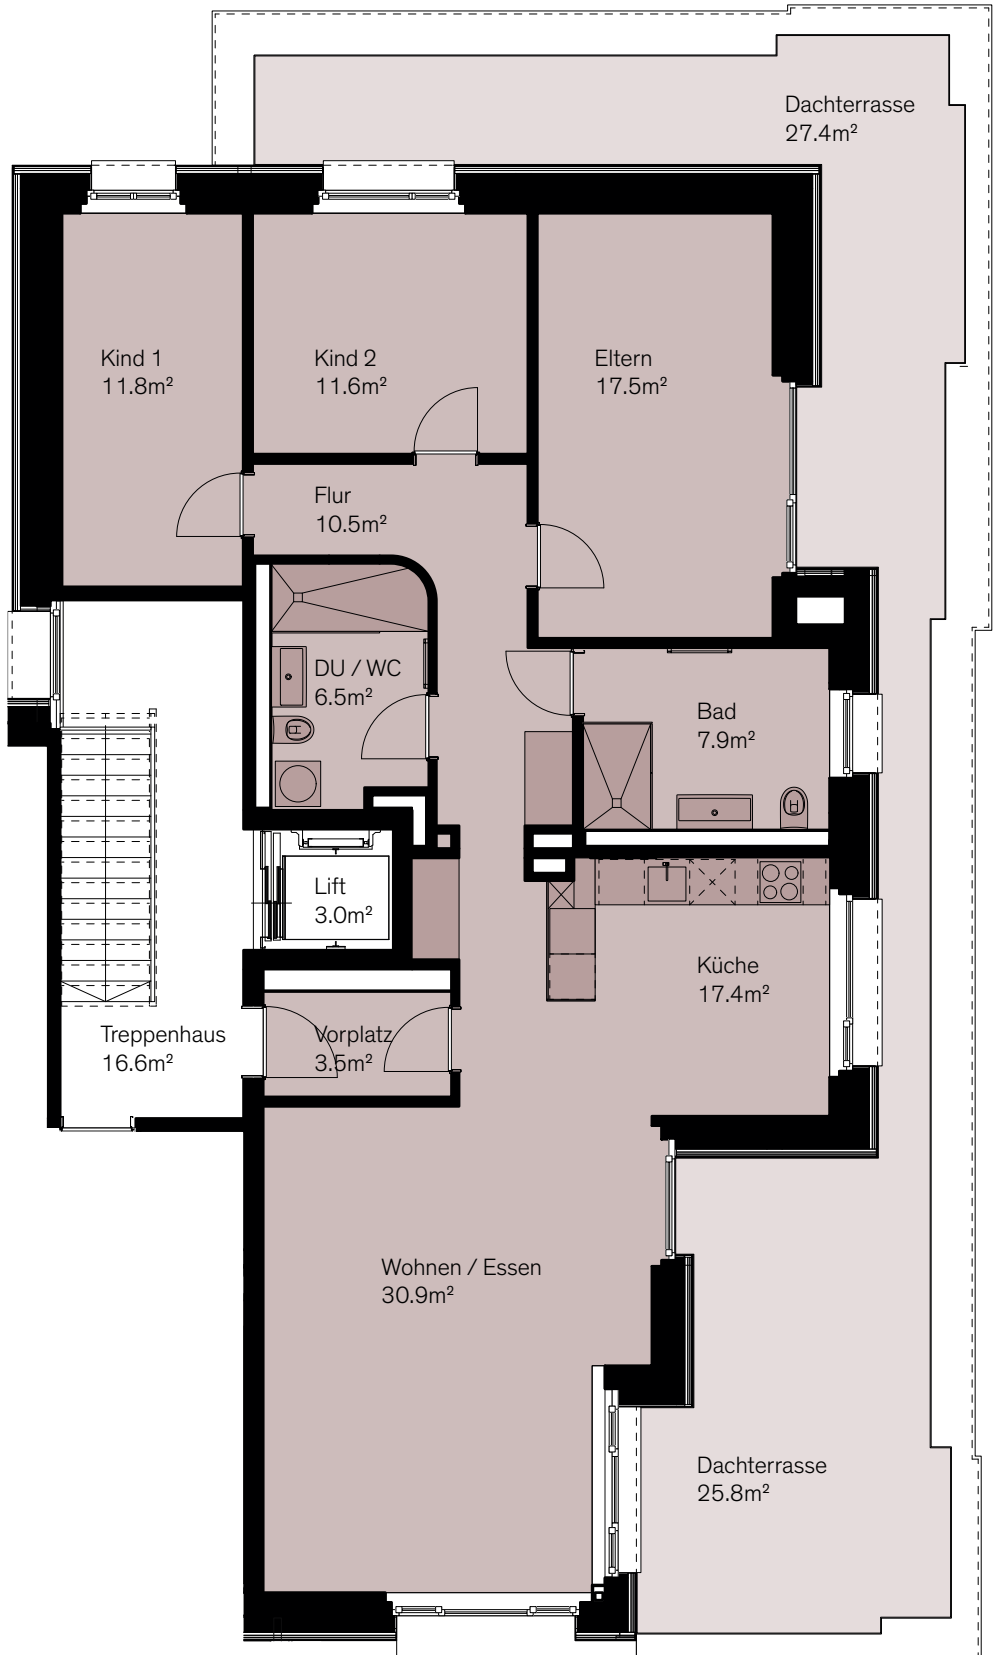 Dachterrasse
27.4m²
Kind 1
11.8m²
Kind 2
11.6m²
Eltern
17.5m²
Flur
10.5m²
DU / WC
6.5m²
Bad
7.9m²
Lift
3.0m²
Küche
17.4m²
Treppenhaus
16.6m²
Vorplatz
3.5m²
Wohnen / Essen
30.9m²
Dachterrasse
25.8m²